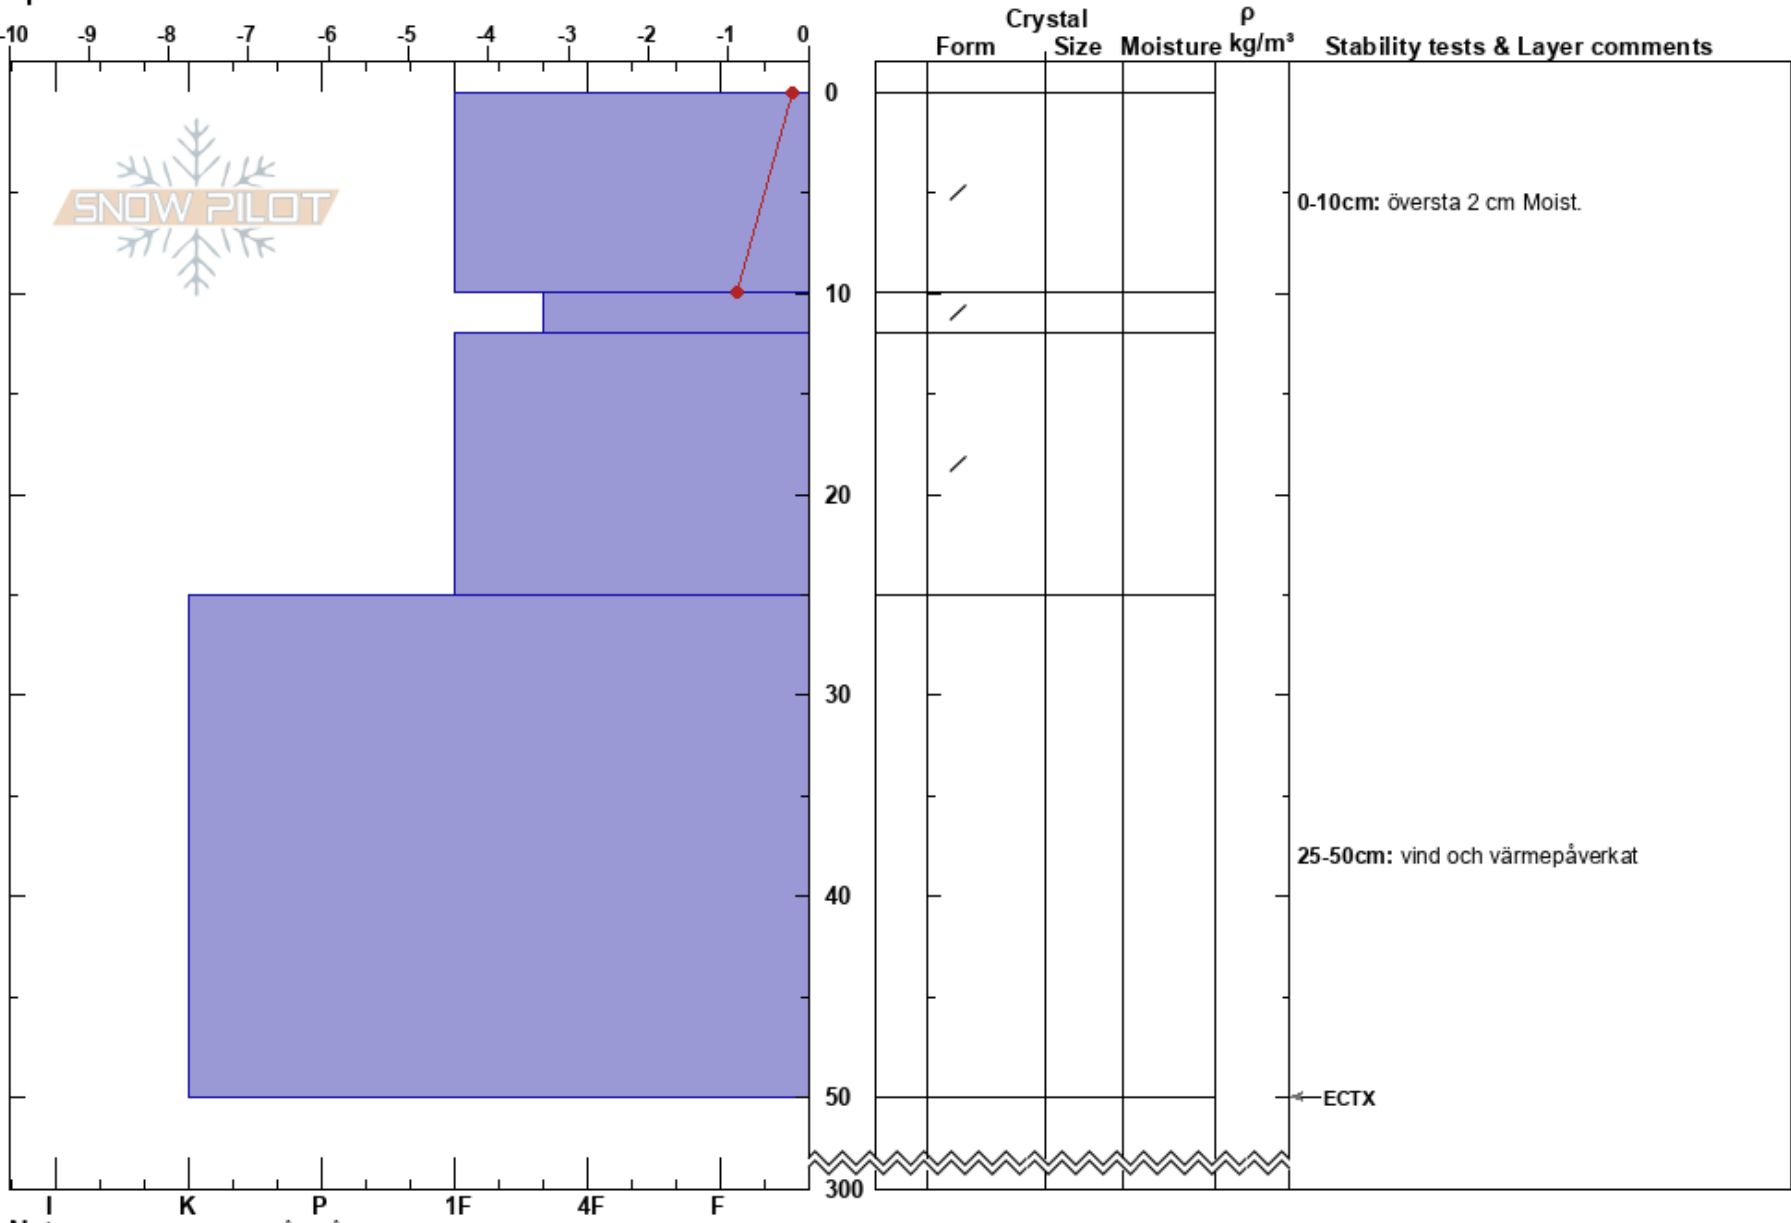 Crystal ρ
-10 -9 -8 -7 -6 -5 -4 -3 -2 -1 0 Form Size Moisture kg/m³ Stability tests & Layer comments
0
SNOW PILOT
0-10cm: översta 2 cm Moist.
10
20
30
25-50cm: vind och värmepåverkat
40
50 ECTX
300
I K P 1F 4F F